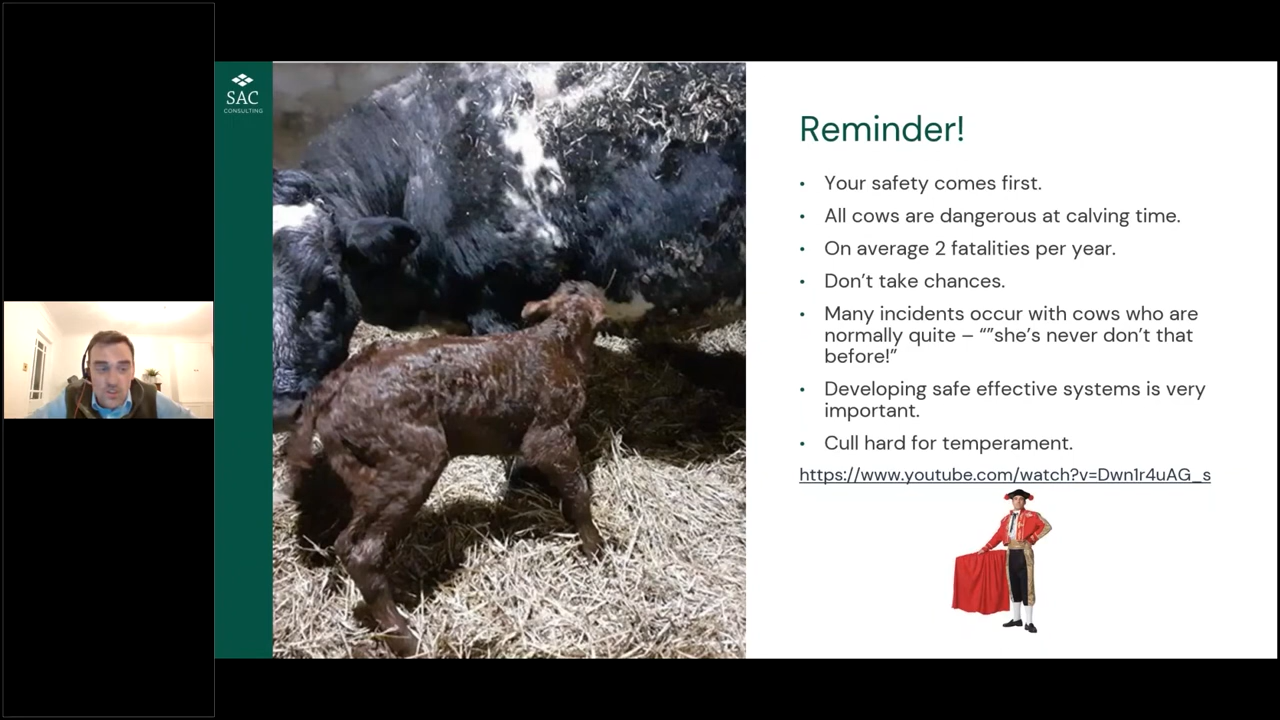 SAC
CONSULTING
Reminder!
• Your safety comes first.
• All cows are dangerous at calving time.
• On average 2 fatalities per year.
• Don’t take chances.
• Many incidents occur with cows who are
normally quite – “”she’s never don’t that
before!”
• Developing safe effective systems is very
important.
• Cull hard for temperament.
https://www.youtube.com/watch?v=Dwn1r4uAG_s